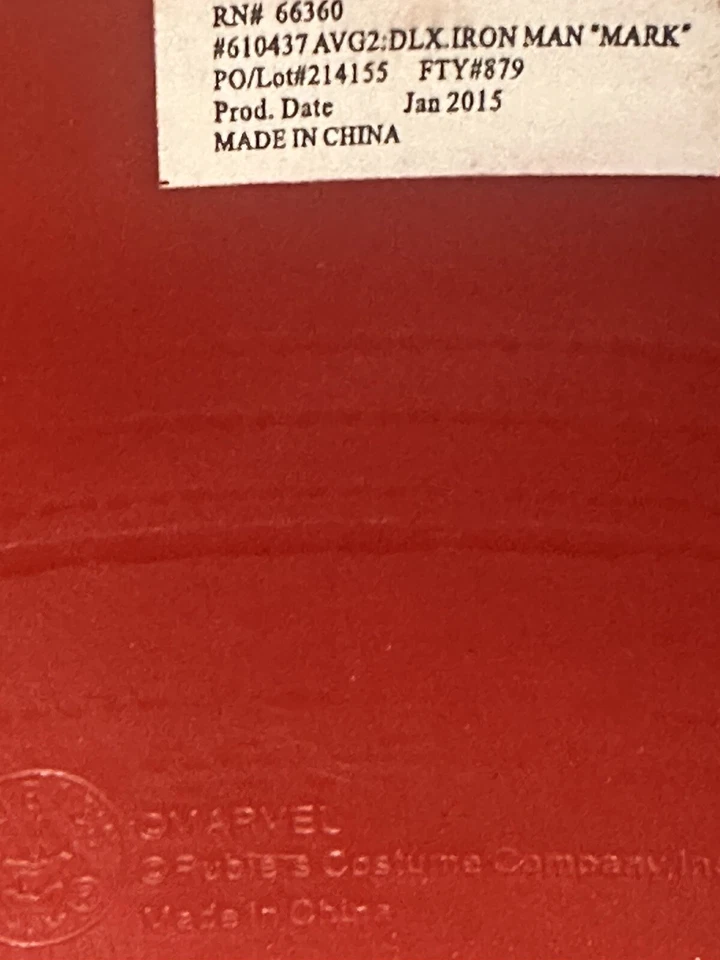 RN# 66360
#610437 AVG2:DLX.IRON MAN "MARK"
PO/Lot#214155 FTY#879
Prod. Date Jan 2015
MADE IN CHINA
©MARVEL
©Rubie's Costume Company, In
Made in China